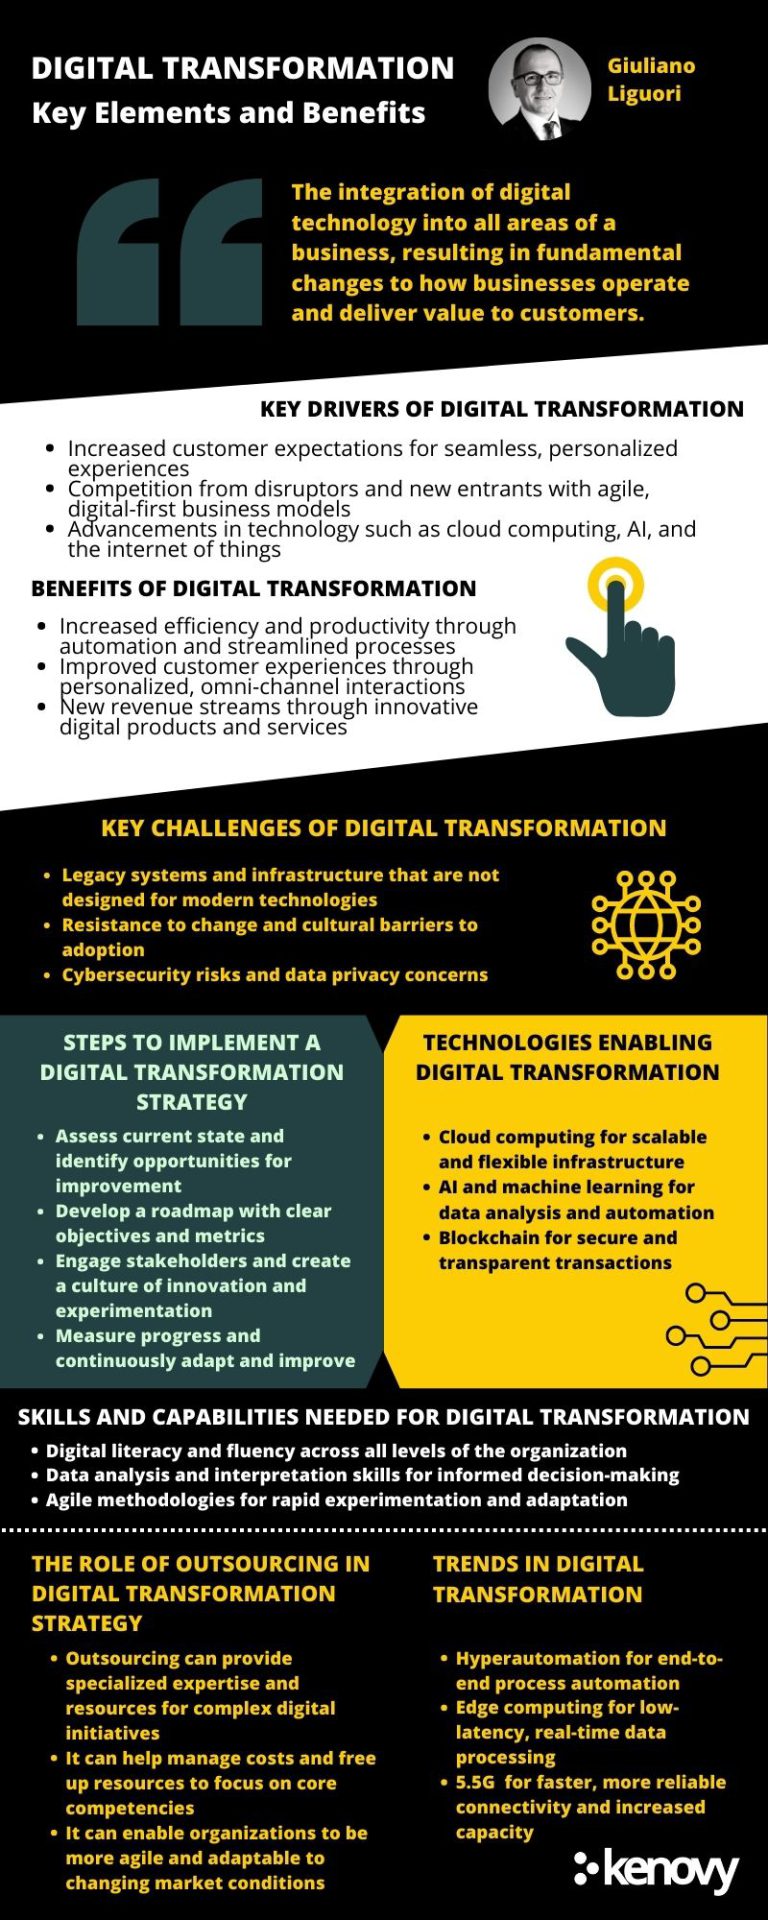 DIGITAL TRANSFORMATION
Key Elements and Benefits
Giuliano
Liguori
The integration of digital
technology into all areas of a
business, resulting in fundamental
changes to how businesses operate
and deliver value to customers.
KEY DRIVERS OF DIGITAL TRANSFORMATION
• Increased customer expectations for seamless, personalized
experiences
• Competition from disruptors and new entrants with agile,
digital-first business models
• Advancements in technology such as cloud computing, AI, and
the internet of things
BENEFITS OF DIGITAL TRANSFORMATION
• Increased efficiency and productivity through
automation and streamlined processes
• Improved customer experiences through
personalized, omni-channel interactions
• New revenue streams through innovative
digital products and services
KEY CHALLENGES OF DIGITAL TRANSFORMATION
• Legacy systems and infrastructure that are not
designed for modern technologies
• Resistance to change and cultural barriers to
adoption
• Cybersecurity risks and data privacy concerns
STEPS TO IMPLEMENT A
DIGITAL TRANSFORMATION
STRATEGY
• Assess current state and
identify opportunities for
improvement
• Develop a roadmap with clear
objectives and metrics
• Engage stakeholders and create
a culture of innovation and
experimentation
• Measure progress and
continuously adapt and improve
TECHNOLOGIES ENABLING
DIGITAL TRANSFORMATION
• Cloud computing for scalable
and flexible infrastructure
• AI and machine learning for
data analysis and automation
• Blockchain for secure and
transparent transactions
SKILLS AND CAPABILITIES NEEDED FOR DIGITAL TRANSFORMATION
• Digital literacy and fluency across all levels of the organization
• Data analysis and interpretation skills for informed decision-making
• Agile methodologies for rapid experimentation and adaptation
THE ROLE OF OUTSOURCING IN
DIGITAL TRANSFORMATION
STRATEGY
• Outsourcing can provide
specialized expertise and
resources for complex digital
initiatives
• It can help manage costs and free
up resources to focus on core
competencies
• It can enable organizations to be
more agile and adaptable to
changing market conditions
TRENDS IN DIGITAL
TRANSFORMATION
• Hyperautomation for end-to-
end process automation
• Edge computing for low-
latency, real-time data
processing
• 5.5G for faster, more reliable
connectivity and increased
capacity
kenovy